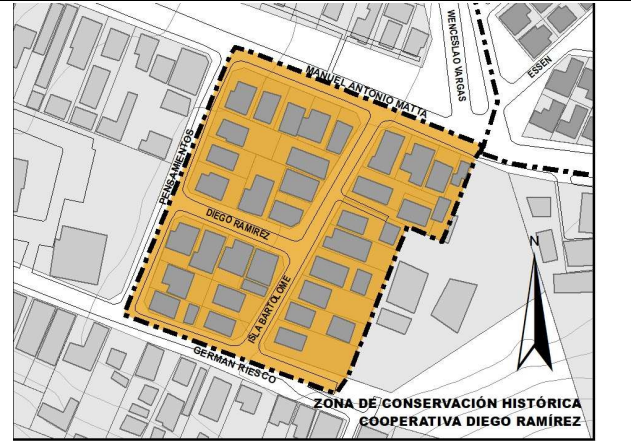 MANUEL ANTONIO MATTA
WENCESLAO VARGAS
ESSEN
PENSAMIENTOS
DIEGO RAMIREZ
ISLA BARTOLOME
GERMAN RIESCO
N
ZONA DE CONSERVACIÓN HISTÓRICA
COOPERATIVA DIEGO RAMÍREZ